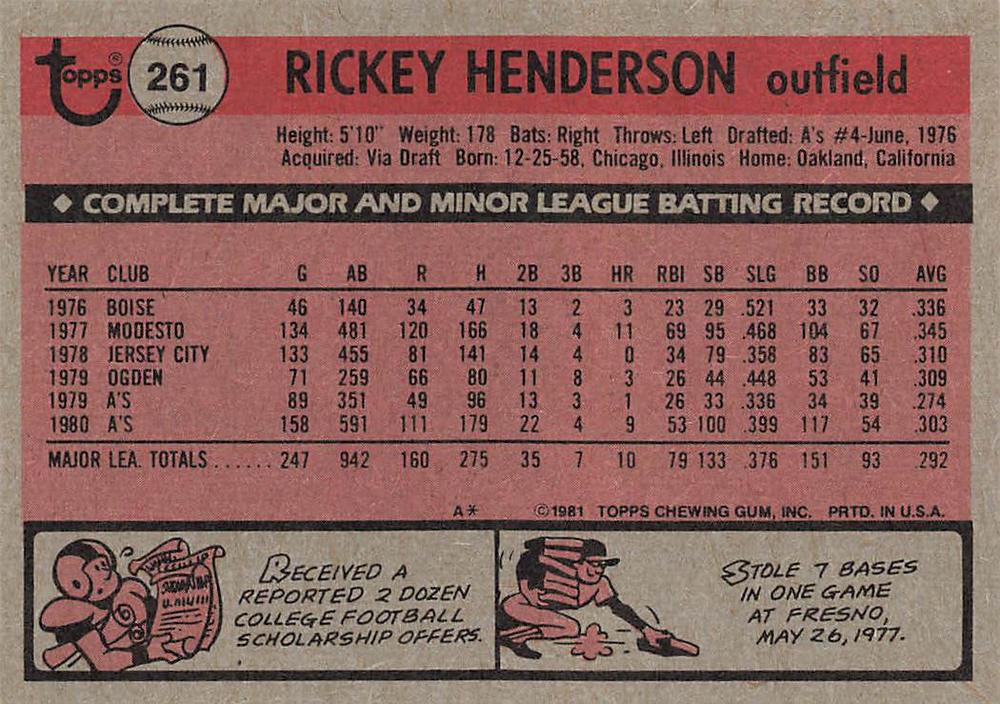 Topps® 261 RICKEY HENDERSON outfield
Height: 5'10" Weight: 178 Bats: Right Throws: Left Drafted: A's #4-June, 1976
Acquired: Via Draft Born: 12-25-58, Chicago, Illinois Home: Oakland, California
◆ COMPLETE MAJOR AND MINOR LEAGUE BATTING RECORD ◆
YEAR CLUB G AB R H 2B 3B HR RBI SB SLG BB SO AVG
1976 BOISE 46 140 34 47 13 2 3 23 29 .521 33 32 .336
1977 MODESTO 134 481 120 166 18 4 11 69 95 .468 104 67 .345
1978 JERSEY CITY 133 455 81 141 14 4 0 34 79 .358 83 65 .310
1979 OGDEN 71 259 66 80 11 8 3 26 44 .448 53 41 .309
1979 A'S 89 351 49 96 13 3 1 26 33 .336 34 39 .274
1980 A'S 158 591 111 179 22 4 9 53 100 .399 117 54 .303
MAJOR LEA. TOTALS ...... 247 942 160 275 35 7 10 79 133 .376 151 93 .292
A* ©1981 TOPPS CHEWING GUM, INC. PRTD. IN U.S.A.
RECEIVED A
REPORTED 2 DOZEN
COLLEGE FOOTBALL
SCHOLARSHIP OFFERS.
STOLE 7 BASES
IN ONE GAME
AT FRESNO,
MAY 26, 1977.